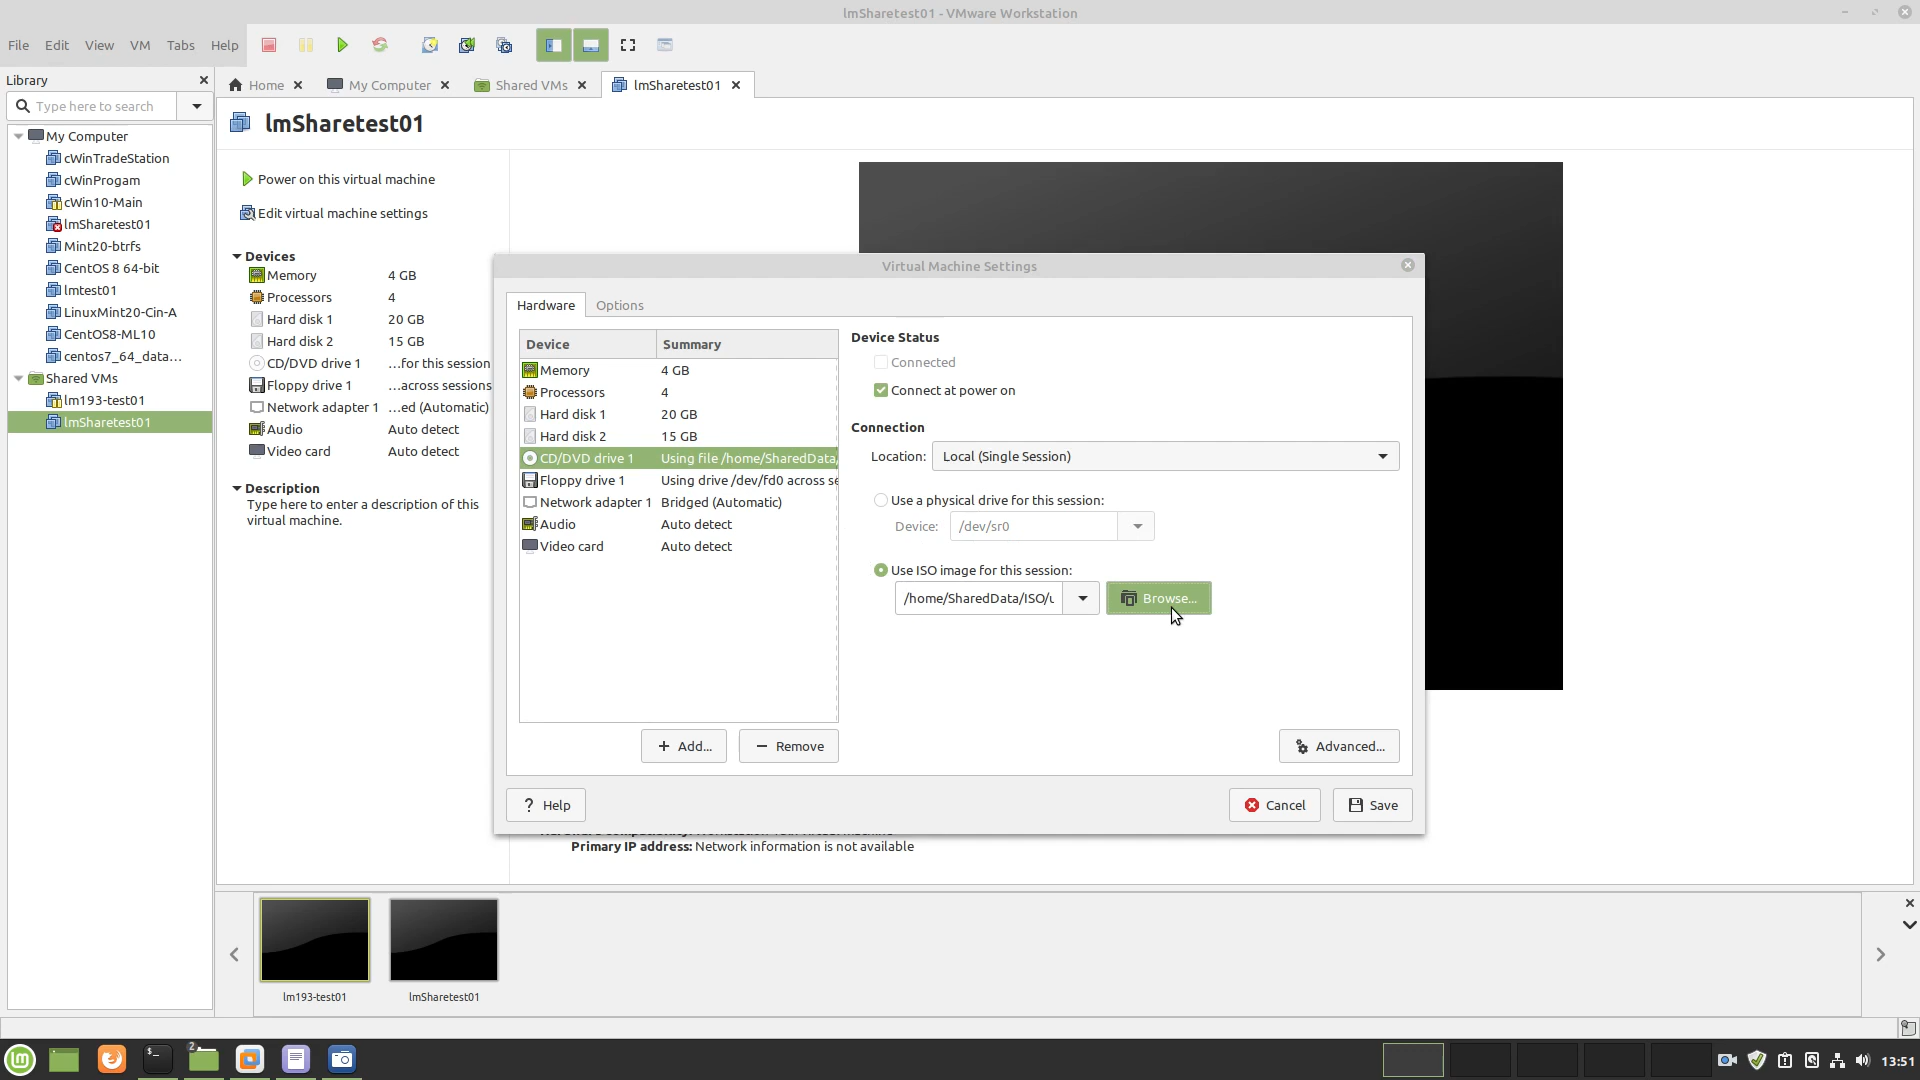 lmSharetest01 - VMware Workstation
File Edit View VM Tabs Help
Library
Type here to search
My Computer
cWinTradeStation
cWinProgam
cWin10-Main
lmSharetest01
Mint20-btrfs
CentOS 8 64-bit
lmtest01
LinuxMint20-Cin-A
CentOS8-ML10
centos7_64_data...
Shared VMs
lm193-test01
lmSharetest01
Home My Computer Shared VMs lmSharetest01
lmSharetest01
Power on this virtual machine
Edit virtual machine settings
Devices
Memory 4 GB
Processors 4
Hard disk 1 20 GB
Hard disk 2 15 GB
CD/DVD drive 1 ...for this session
Floppy drive 1 ...across sessions
Network adapter 1 ...ed (Automatic)
Audio Auto detect
Video card Auto detect
Description
Type here to enter a description of this
virtual machine.
Virtual Machine Settings
Hardware Options
Device Summary
Memory 4 GB
Processors 4
Hard disk 1 20 GB
Hard disk 2 15 GB
CD/DVD drive 1 Using file /home/SharedData/
Floppy drive 1 Using drive /dev/fd0 across se
Network adapter 1 Bridged (Automatic)
Audio Auto detect
Video card Auto detect
+ Add... − Remove
Device Status
Connected
Connect at power on
Connection
Location: Local (Single Session)
Use a physical drive for this session:
Device: /dev/sr0
Use ISO image for this session:
/home/SharedData/ISO/u Browse...
Advanced...
? Help Cancel Save
Primary IP address: Network information is not available
lm193-test01 lmSharetest01
2
13:51